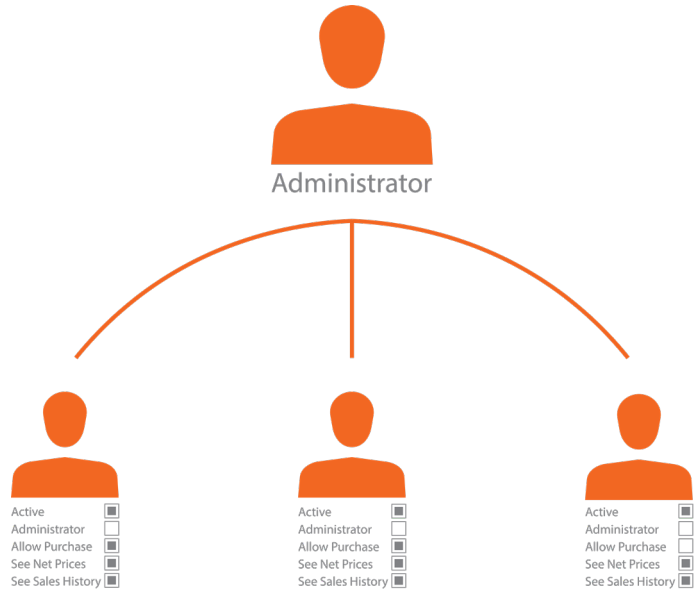 Administrator
Active
Administrator
Allow Purchase
See Net Prices
See Sales History
Active
Administrator
Allow Purchase
See Net Prices
See Sales History
Active
Administrator
Allow Purchase
See Net Prices
See Sales History